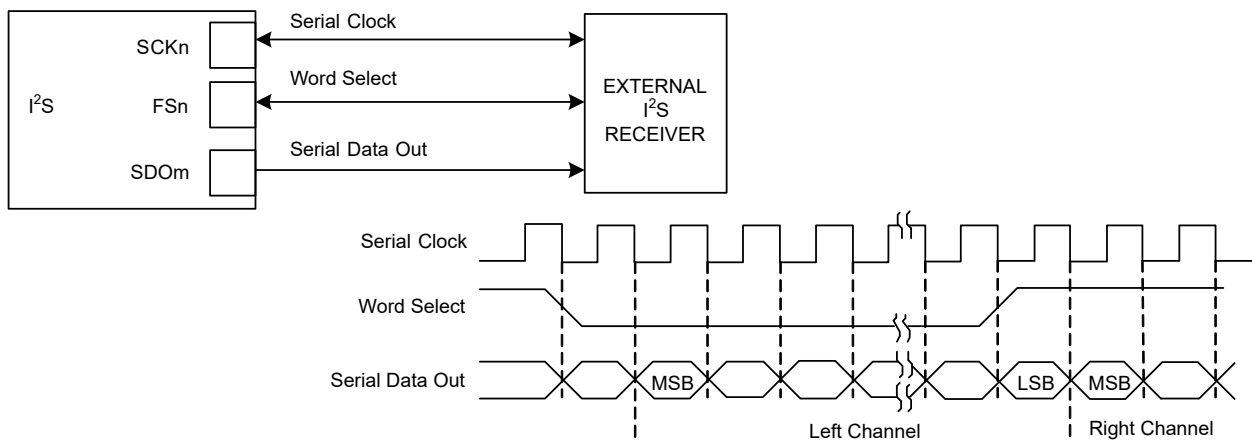 Serial Clock
SCKn
Word Select
I²S
FSn
EXTERNAL
I²S
RECEIVER
Serial Data Out
SDOm
Serial Clock
Word Select
Serial Data Out
MSB
LSB
MSB
Left Channel
Right Channel